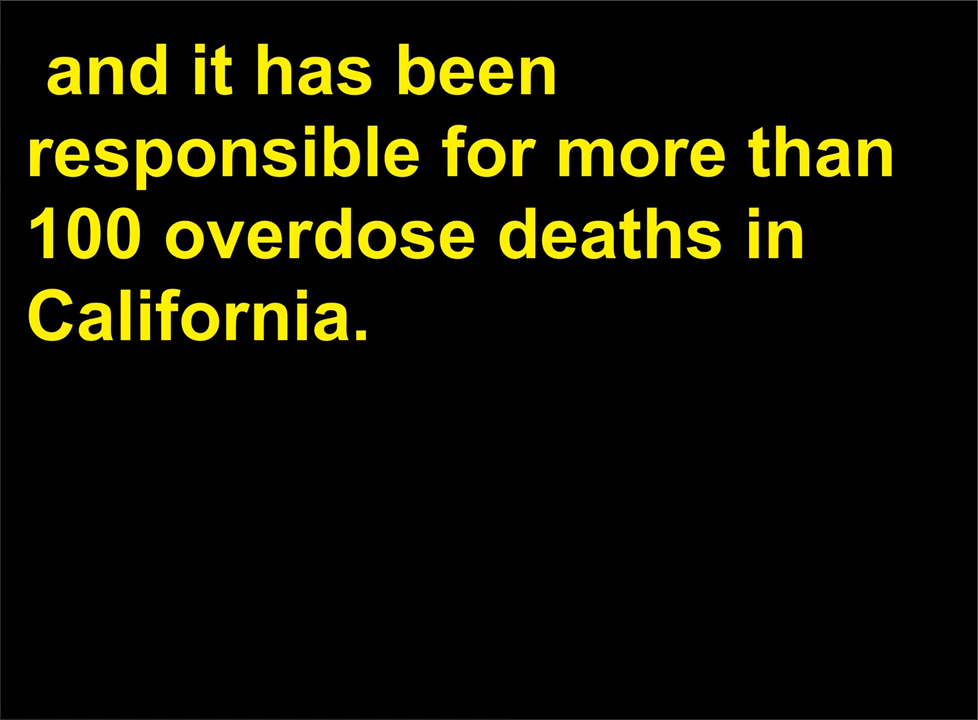 and it has been
responsible for more than
100 overdose deaths in
California.